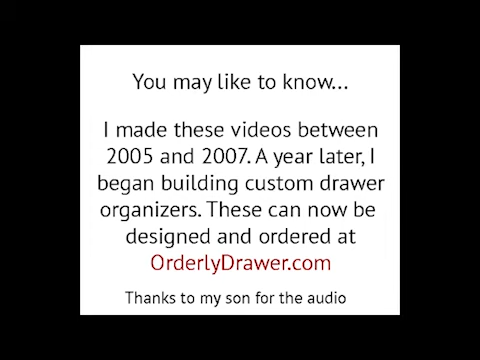 You may like to know...
I made these videos between
2005 and 2007. A year later, I
began building custom drawer
organizers. These can now be
designed and ordered at
OrderlyDrawer.com
Thanks to my son for the audio